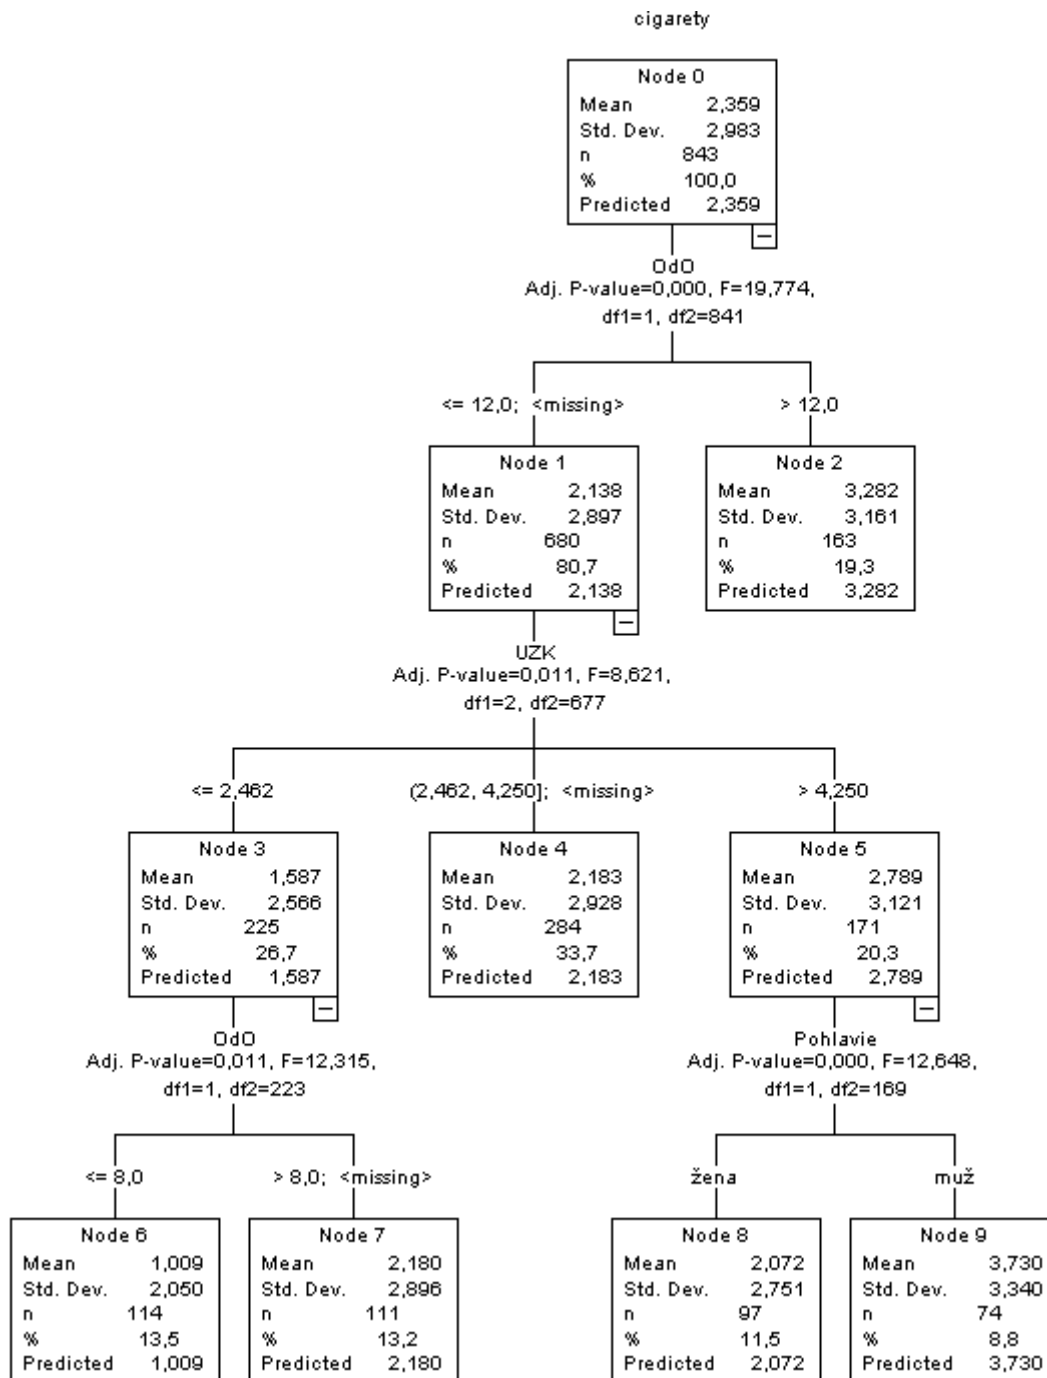 cigarety
Node 0
Mean 2,359
Std. Dev. 2,983
n 843
% 100,0
Predicted 2,359
OdO
Adj. P-value=0,000, F=19,774,
df1=1, df2=841
<= 12,0; <missing>
> 12,0
Node 1
Mean 2,138
Std. Dev. 2,897
n 680
% 80,7
Predicted 2,138
Node 2
Mean 3,282
Std. Dev. 3,161
n 163
% 19,3
Predicted 3,282
UZK
Adj. P-value=0,011, F=8,621,
df1=2, df2=677
<= 2,462
(2,462, 4,250]; <missing>
> 4,250
Node 3
Mean 1,587
Std. Dev. 2,566
n 225
% 26,7
Predicted 1,587
Node 4
Mean 2,183
Std. Dev. 2,928
n 284
% 33,7
Predicted 2,183
Node 5
Mean 2,789
Std. Dev. 3,121
n 171
% 20,3
Predicted 2,789
OdO
Adj. P-value=0,011, F=12,315,
df1=1, df2=223
Pohlavie
Adj. P-value=0,000, F=12,648,
df1=1, df2=169
<= 8,0
> 8,0; <missing>
žena
muž
Node 6
Mean 1,009
Std. Dev. 2,050
n 114
% 13,5
Predicted 1,009
Node 7
Mean 2,180
Std. Dev. 2,896
n 111
% 13,2
Predicted 2,180
Node 8
Mean 2,072
Std. Dev. 2,751
n 97
% 11,5
Predicted 2,072
Node 9
Mean 3,730
Std. Dev. 3,340
n 74
% 8,8
Predicted 3,730